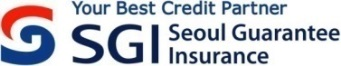 Your Best Credit Partner
SGI Seoul Guarantee
Insurance